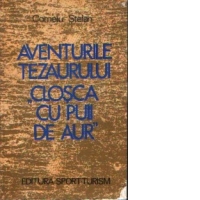 Corneliu Ștefan
AVENTURILE
TEZAURULUI
„CLOȘCA
CU PUII
DE AUR"
EDITURA SPORT-TURISM